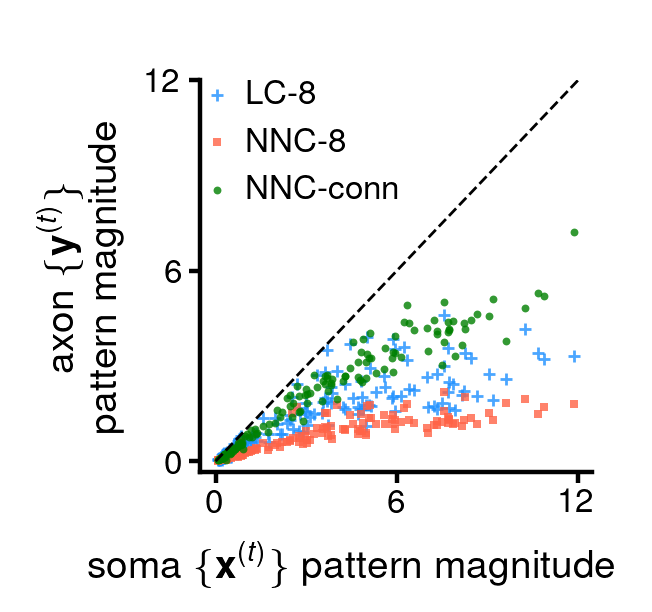 12
LC-8
NNC-8
NNC-conn
axon {y^(t)}
pattern magnitude
6
0
0 6 12
soma {x^(t)} pattern magnitude